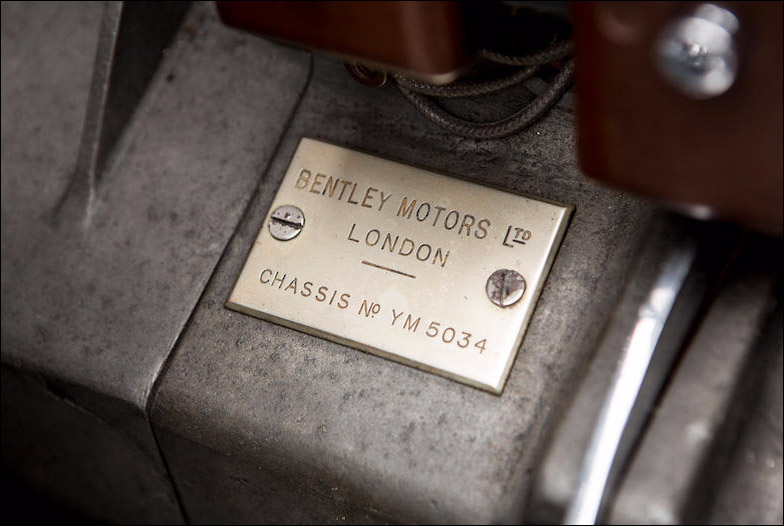 BENTLEY MOTORS LTD
LONDON
CHASSIS Nº YM 5034